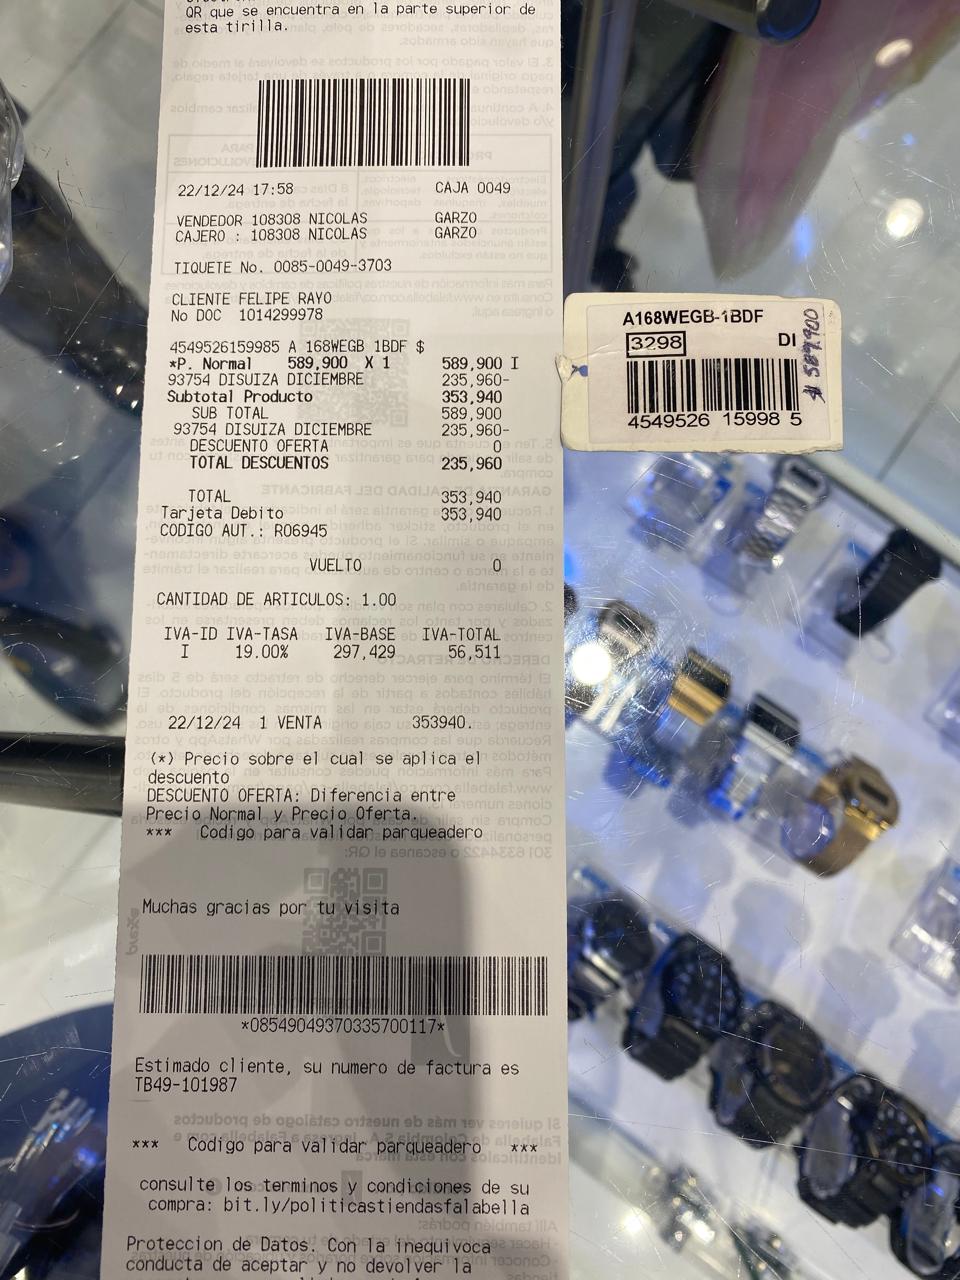 QR que se encuentra en la parte superior de
esta tirilla.
22/12/24 17:58 CAJA 0049
VENDEDOR 108308 NICOLAS GARZO
CAJERO : 108308 NICOLAS GARZO
TIQUETE No. 0085-0049-3703
CLIENTE FELIPE RAYO
No DOC 1014299978
4549526159985 A 168WEGB 1BDF $
*P. Normal 589,900 X 1 589,900 I
93754 DISUIZA DICIEMBRE 235,960-
Subtotal Producto 353,940
SUB TOTAL 589,900
93754 DISUIZA DICIEMBRE 235,960-
DESCUENTO OFERTA 0
TOTAL DESCUENTOS 235,960
TOTAL 353,940
Tarjeta Debito 353,940
CODIGO AUT.: R06945
VUELTO 0
CANTIDAD DE ARTICULOS: 1.00
IVA-ID IVA-TASA IVA-BASE IVA-TOTAL
I 19.00% 297,429 56,511
22/12/24 1 VENTA 353940.
(*) Precio sobre el cual se aplica el
descuento
DESCUENTO OFERTA: Diferencia entre
Precio Normal y Precio Oferta.
*** Codigo para validar parqueadero
Muchas gracias por tu visita
*08549049370335700117*
Estimado cliente, su numero de factura es
TB49-101987
*** Codigo para validar parqueadero ***
consulte los terminos y condiciones de su
compra: bit.ly/politicastiendasfalabella
Proteccion de Datos. Con la inequivoca
conducta de aceptar y no devolver la
A168WEGB-1BDF
3298 DI
4549526 15998 5
$ 589.900